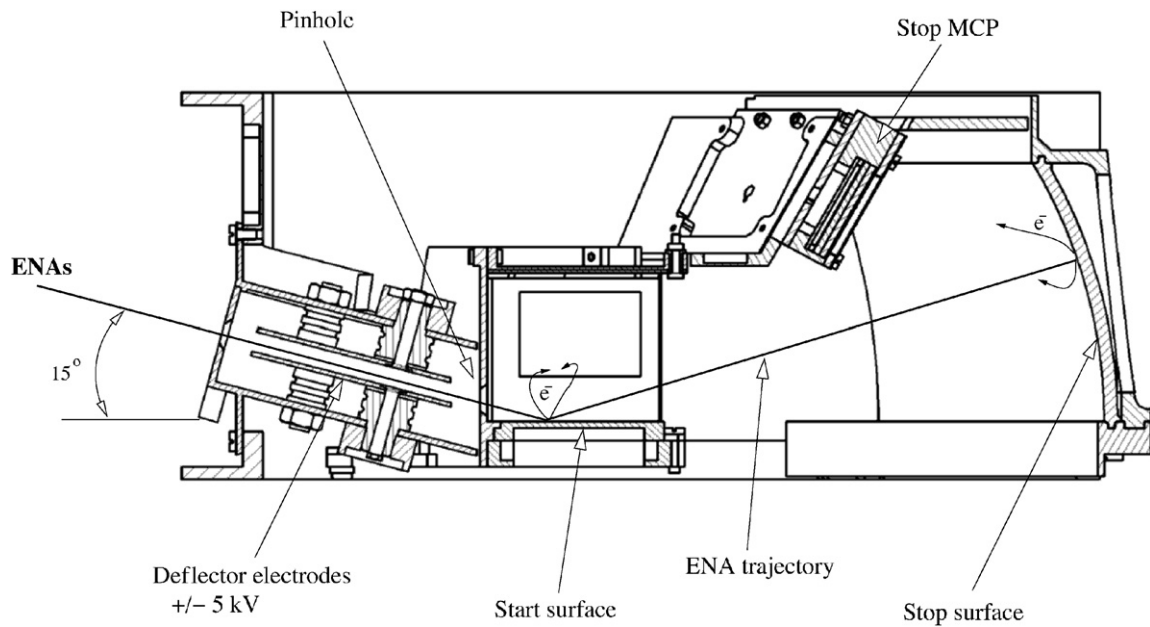 Pinhole
Stop MCP
ENAs
15°
e⁻
e⁻
Deflector electrodes
+/− 5 kV
Start surface
ENA trajectory
Stop surface